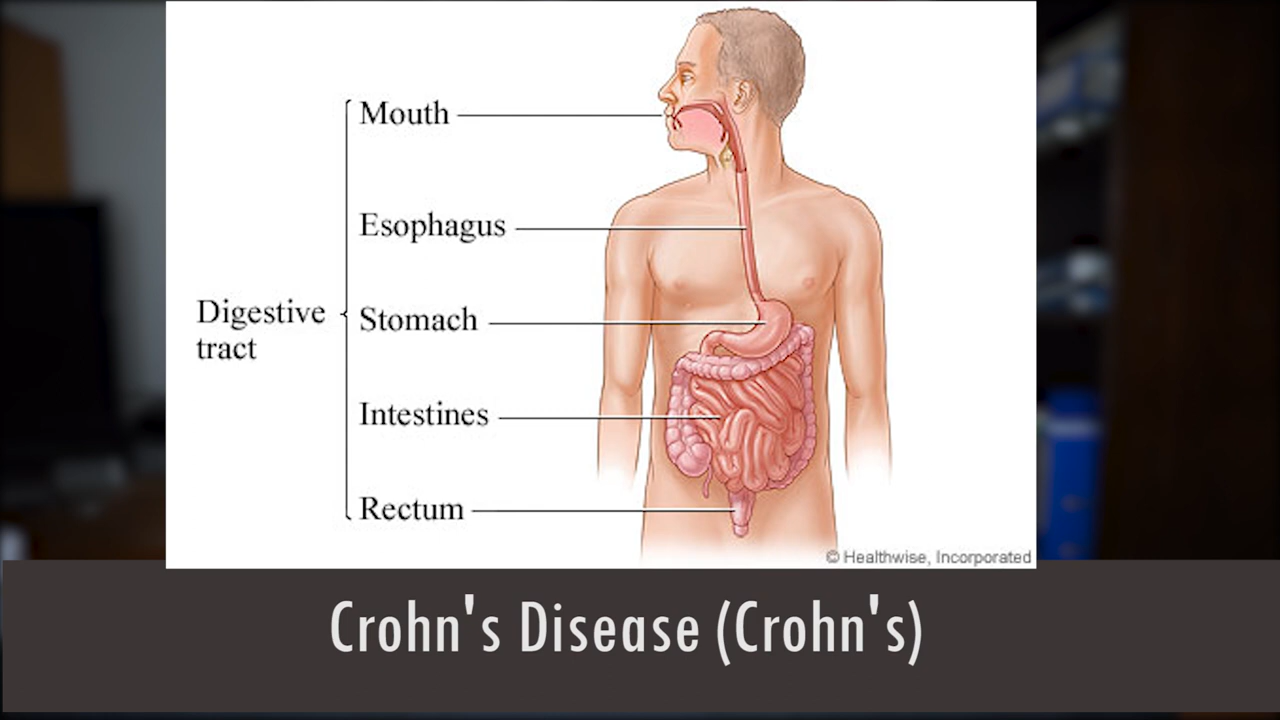 Mouth
Esophagus
Digestive
tract
Stomach
Intestines
Rectum
© Healthwise, Incorporated
Crohn's Disease (Crohn's)